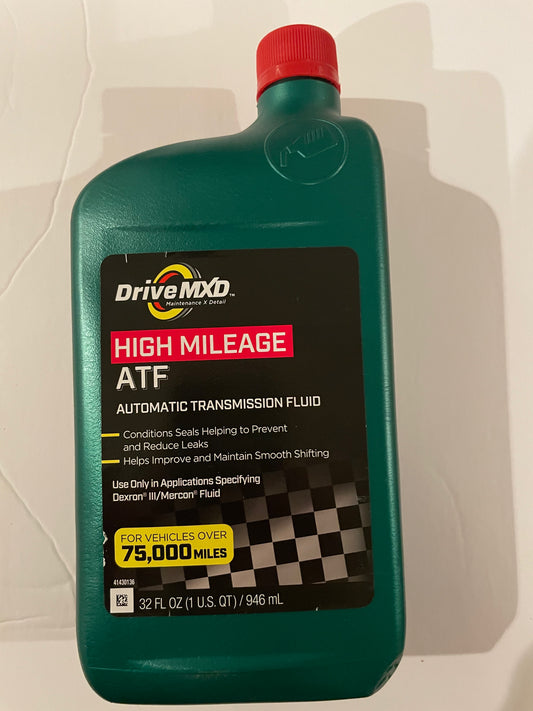 DriveMXD™
Maintenance X Detail
HIGH MILEAGE
ATF
AUTOMATIC TRANSMISSION FLUID
Conditions Seals Helping to Prevent
and Reduce Leaks
Helps Improve and Maintain Smooth Shifting
Use Only in Applications Specifying
Dexron® III/Mercon® Fluid
FOR VEHICLES OVER
75,000 MILES
41430136
32 FL OZ (1 U.S. QT) / 946 mL